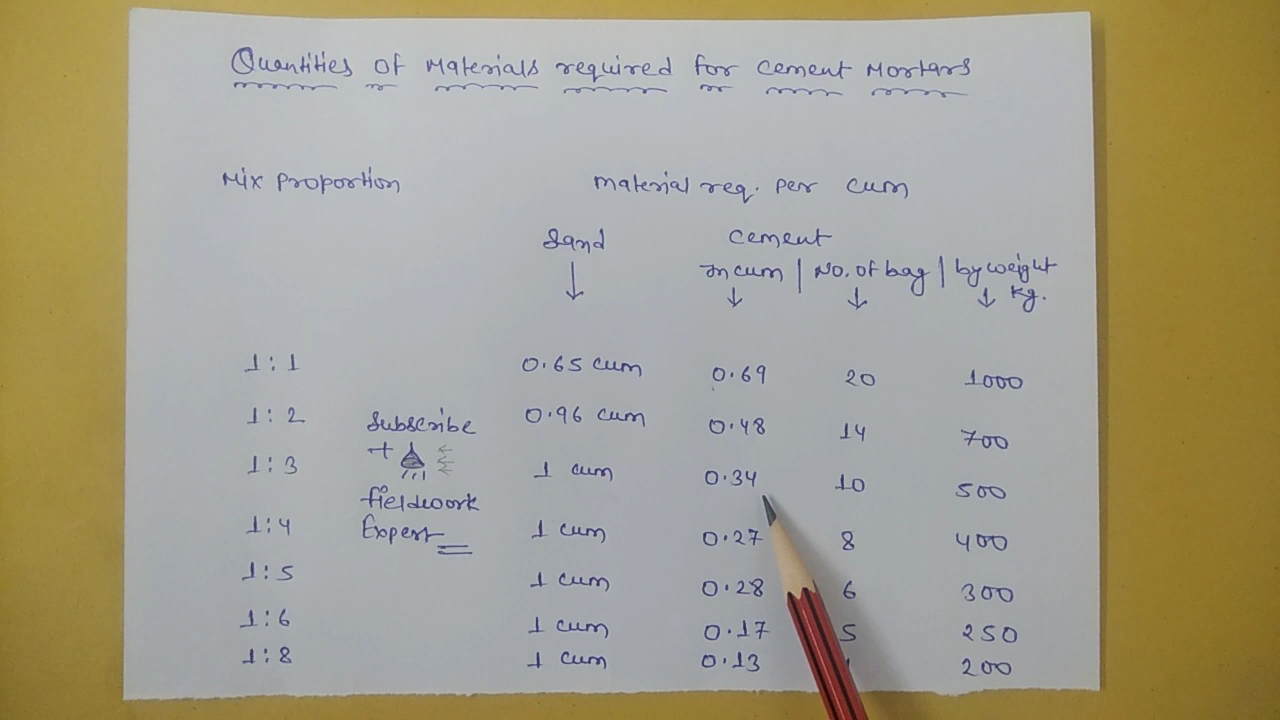 Quantities of Materials required for Cement Mortars
Mix Proportion
Material req. per cum
Sand
Cement
In cum | No. of bag | by weight kg.
1:1 0.65 cum 0.69 20 1000
1:2 0.96 cum 0.48 14 700
1:3 1 cum 0.34 10 500
1:4 1 cum 0.27 8 400
1:5 1 cum 0.28 6 300
1:6 1 cum 0.17 5 250
1:8 1 cum 0.13 200
Subscribe
+
fieldwork
Expert